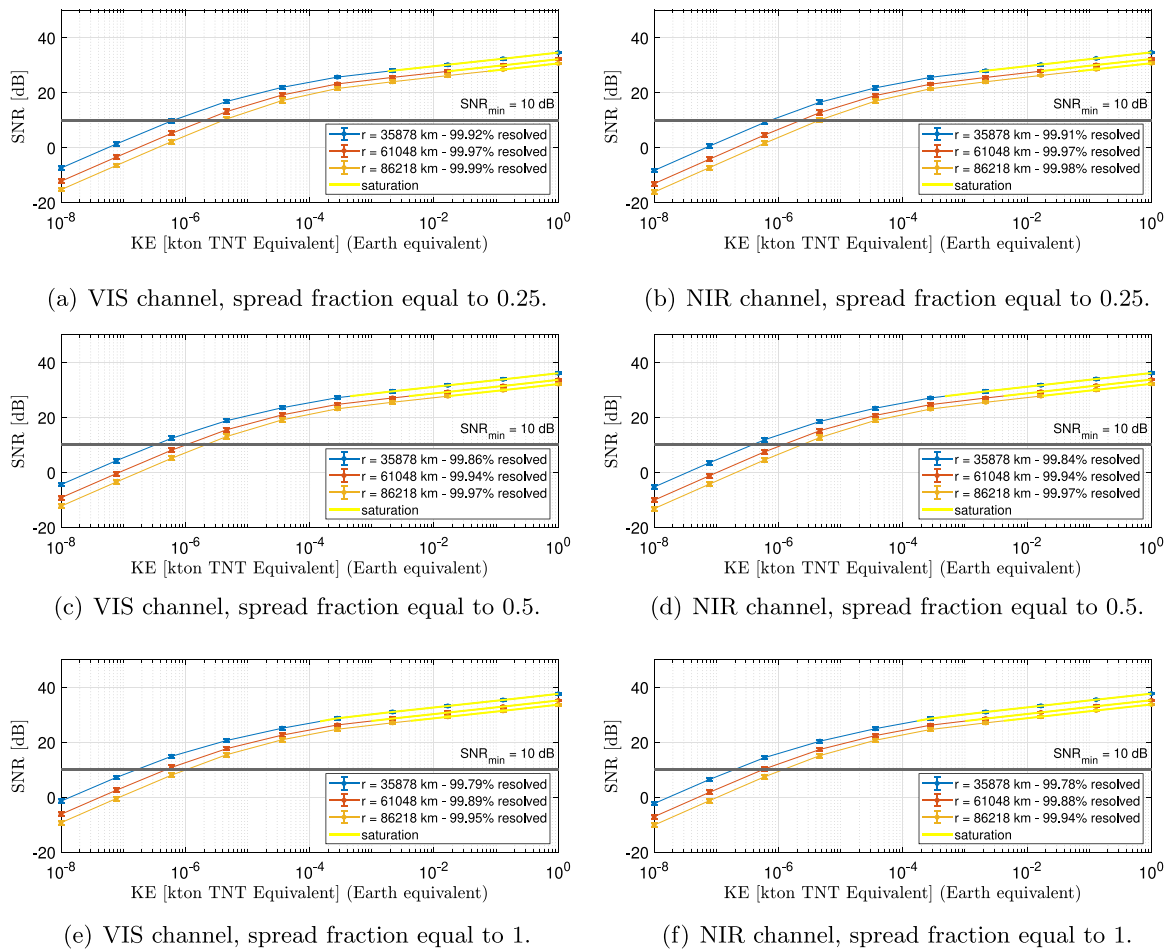 SNR [dB]
40
20
0
-20
SNRmin = 10 dB
r = 35878 km - 99.92% resolved
r = 61048 km - 99.97% resolved
r = 86218 km - 99.99% resolved
saturation
10^-8 10^-6 10^-4 10^-2 10^0
KE [kton TNT Equivalent] (Earth equivalent)
(a) VIS channel, spread fraction equal to 0.25.
SNR [dB]
40
20
0
-20
SNRmin = 10 dB
r = 35878 km - 99.91% resolved
r = 61048 km - 99.97% resolved
r = 86218 km - 99.98% resolved
saturation
10^-8 10^-6 10^-4 10^-2 10^0
KE [kton TNT Equivalent] (Earth equivalent)
(b) NIR channel, spread fraction equal to 0.25.
SNR [dB]
40
20
0
-20
SNRmin = 10 dB
r = 35878 km - 99.86% resolved
r = 61048 km - 99.94% resolved
r = 86218 km - 99.97% resolved
saturation
10^-8 10^-6 10^-4 10^-2 10^0
KE [kton TNT Equivalent] (Earth equivalent)
(c) VIS channel, spread fraction equal to 0.5.
SNR [dB]
40
20
0
-20
SNRmin = 10 dB
r = 35878 km - 99.84% resolved
r = 61048 km - 99.94% resolved
r = 86218 km - 99.97% resolved
saturation
10^-8 10^-6 10^-4 10^-2 10^0
KE [kton TNT Equivalent] (Earth equivalent)
(d) NIR channel, spread fraction equal to 0.5.
SNR [dB]
40
20
0
-20
SNRmin = 10 dB
r = 35878 km - 99.79% resolved
r = 61048 km - 99.89% resolved
r = 86218 km - 99.95% resolved
saturation
10^-8 10^-6 10^-4 10^-2 10^0
KE [kton TNT Equivalent] (Earth equivalent)
(e) VIS channel, spread fraction equal to 1.
SNR [dB]
40
20
0
-20
SNRmin = 10 dB
r = 35878 km - 99.78% resolved
r = 61048 km - 99.88% resolved
r = 86218 km - 99.94% resolved
saturation
10^-8 10^-6 10^-4 10^-2 10^0
KE [kton TNT Equivalent] (Earth equivalent)
(f) NIR channel, spread fraction equal to 1.